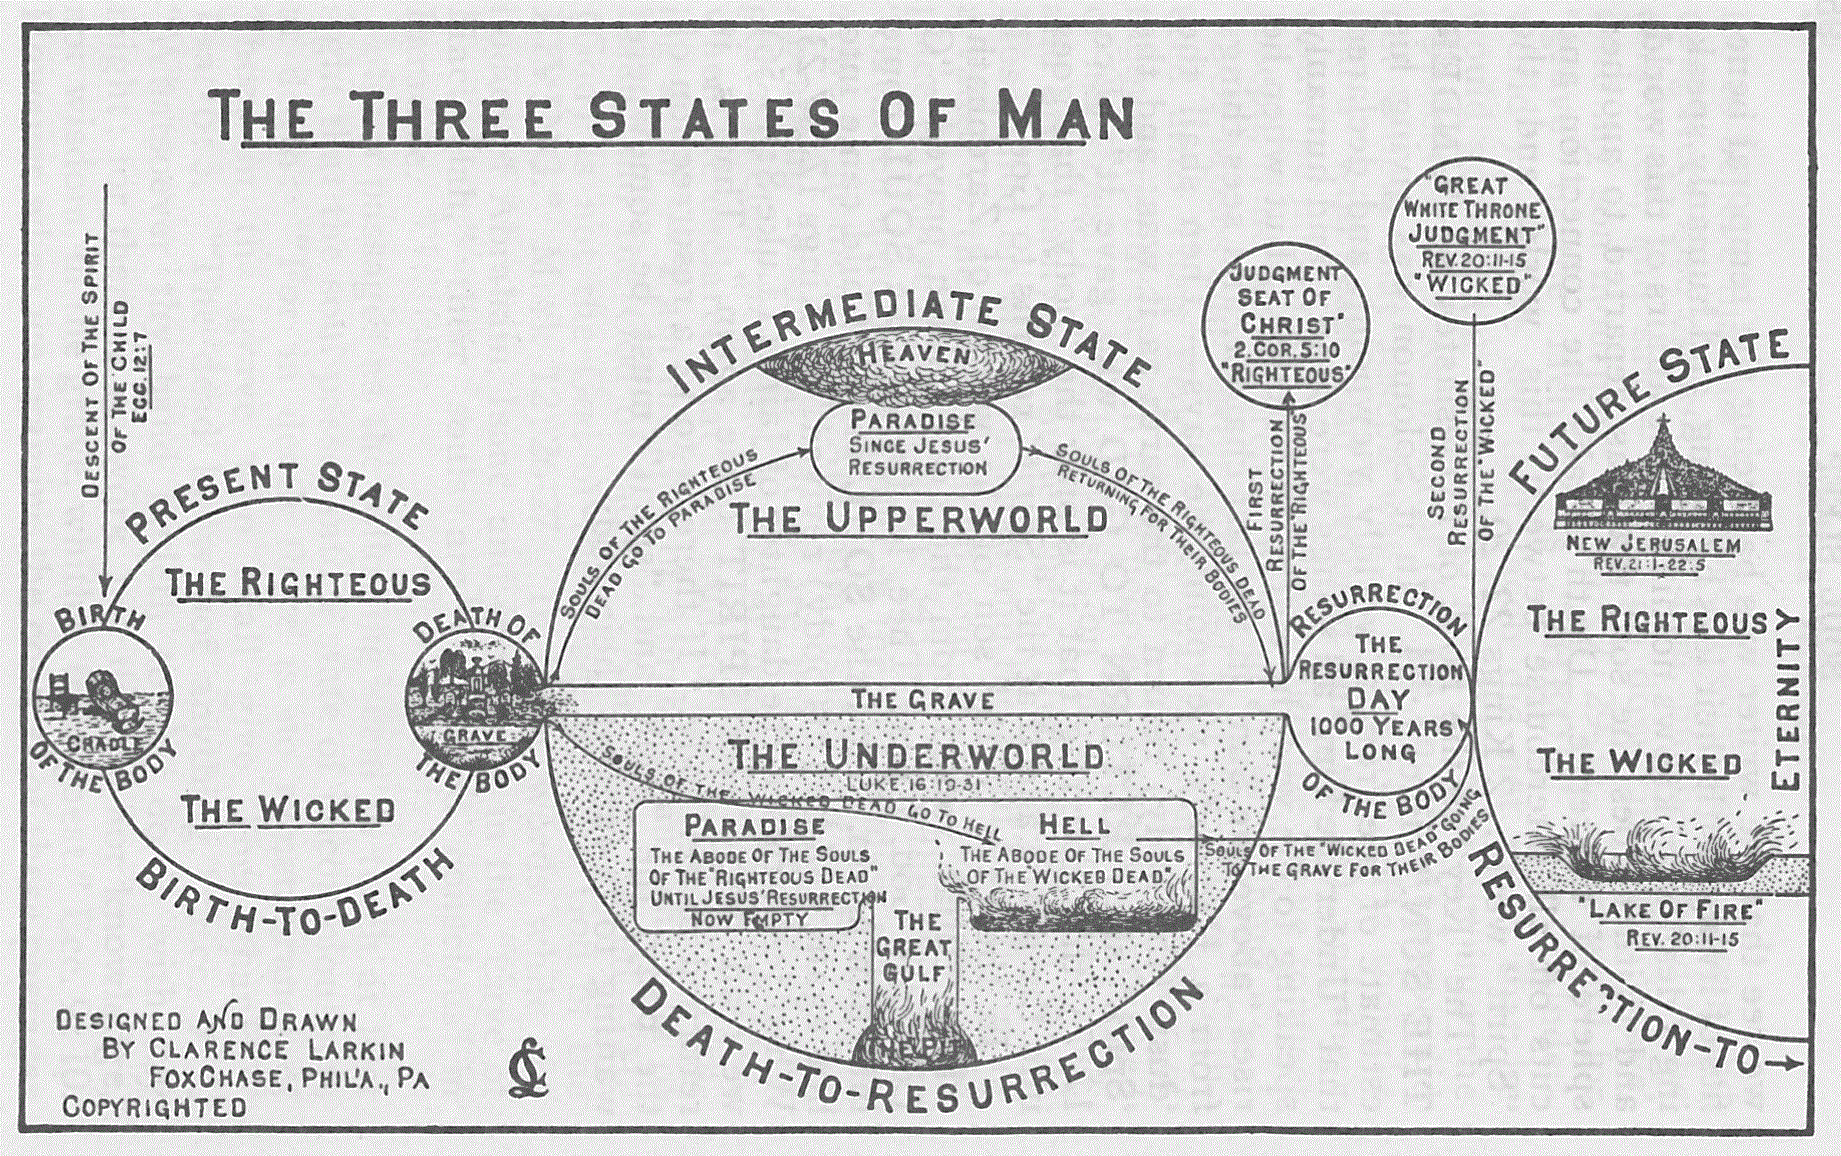 THE THREE STATES OF MAN
DESCENT OF THE SPIRIT
OF THE CHILD
ECC. 12:7
PRESENT STATE
THE RIGHTEOUS
BIRTH
CRADLE
OF THE BODY
DEATH OF
GRAVE
THE BODY
THE WICKED
BIRTH-TO-DEATH
INTERMEDIATE STATE
HEAVEN
PARADISE
SINCE JESUS'
RESURRECTION
SOULS OF THE RIGHTEOUS
DEAD GO TO PARADISE
SOULS OF THE RIGHTEOUS DEAD
RETURNING FOR THEIR BODIES
THE UPPERWORLD
THE GRAVE
THE UNDERWORLD
LUKE 16:19-31
SOULS OF THE WICKED DEAD GO TO HELL
PARADISE
THE ABODE OF THE SOULS
OF THE "RIGHTEOUS DEAD"
UNTIL JESUS' RESURRECTION
NOW EMPTY
HELL
THE ABODE OF THE SOULS
OF THE WICKED DEAD"
THE
GREAT
GULF
DEATH-TO-RESURRECTION
"JUDGMENT
SEAT OF
CHRIST"
2. COR. 5:10
"RIGHTEOUS"
FIRST
RESURRECTION
OF THE "RIGHTEOUS
"GREAT
WHITE THRONE
JUDGMENT"
REV. 20:11-15
"WICKED"
SECOND
RESURRECTION
OF THE "WICKED"
RESURRECTION
THE
RESURRECTION
DAY
1000 YEARS
LONG
OF THE BODY
SOULS OF THE "WICKED DEAD" GOING
TO THE GRAVE FOR THEIR BODIES
FUTURE STATE
NEW JERUSALEM
REV. 21:1-22:5
THE RIGHTEOUS
ETERNITY
THE WICKED
"LAKE OF FIRE"
REV. 20:11-15
RESURRECTION-TO
DESIGNED AND DRAWN
BY CLARENCE LARKIN
FOXCHASE, PHIL'A., PA
COPYRIGHTED